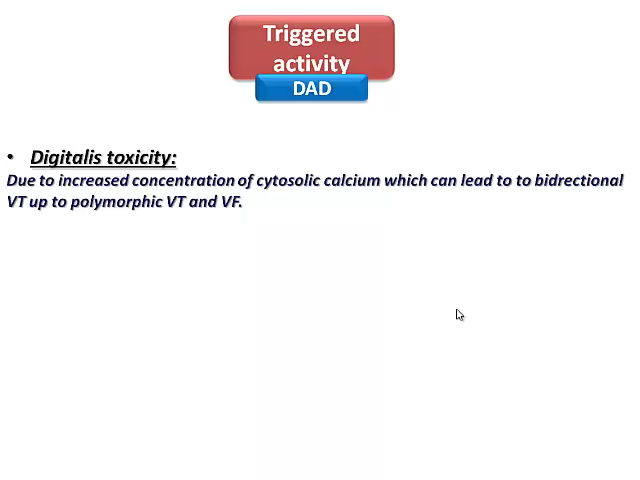 Triggered
activity
DAD
• Digitalis toxicity:
Due to increased concentration of cytosolic calcium which can lead to to bidrectional
VT up to polymorphic VT and VF.